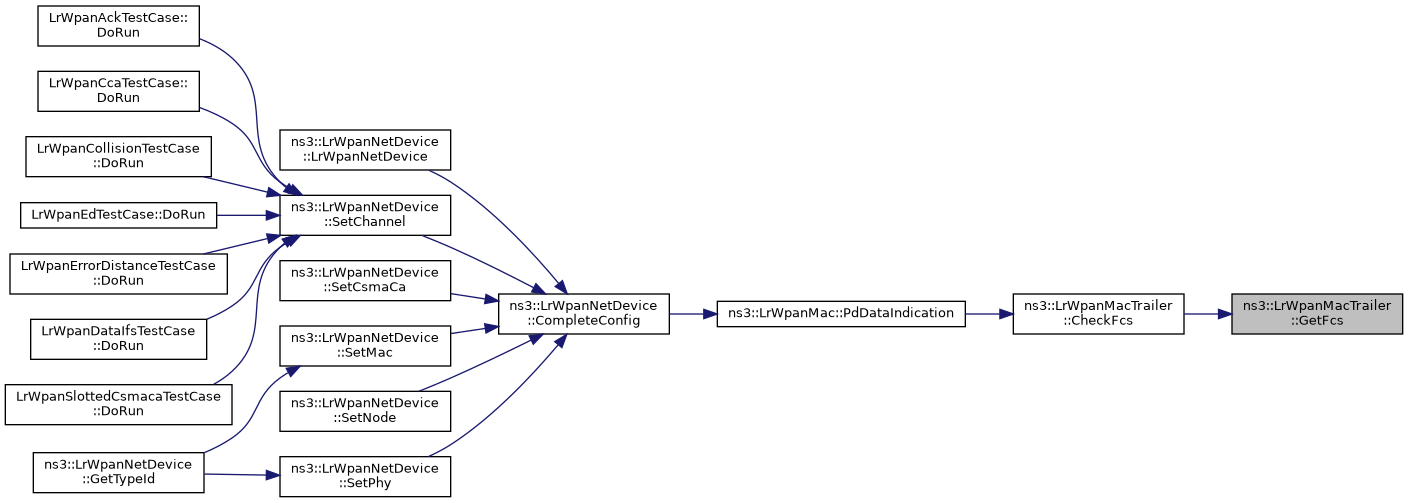 LrWpanAckTestCase::
DoRun
LrWpanCcaTestCase::
DoRun
LrWpanCollisionTestCase
::DoRun
LrWpanEdTestCase::DoRun
LrWpanErrorDistanceTestCase
::DoRun
LrWpanDataIfsTestCase
::DoRun
LrWpanSlottedCsmacaTestCase
::DoRun
ns3::LrWpanNetDevice
::GetTypeId
ns3::LrWpanNetDevice
::LrWpanNetDevice
ns3::LrWpanNetDevice
::SetChannel
ns3::LrWpanNetDevice
::SetCsmaCa
ns3::LrWpanNetDevice
::SetMac
ns3::LrWpanNetDevice
::SetNode
ns3::LrWpanNetDevice
::SetPhy
ns3::LrWpanNetDevice
::CompleteConfig
ns3::LrWpanMac::PdDataIndication
ns3::LrWpanMacTrailer
::CheckFcs
ns3::LrWpanMacTrailer
::GetFcs